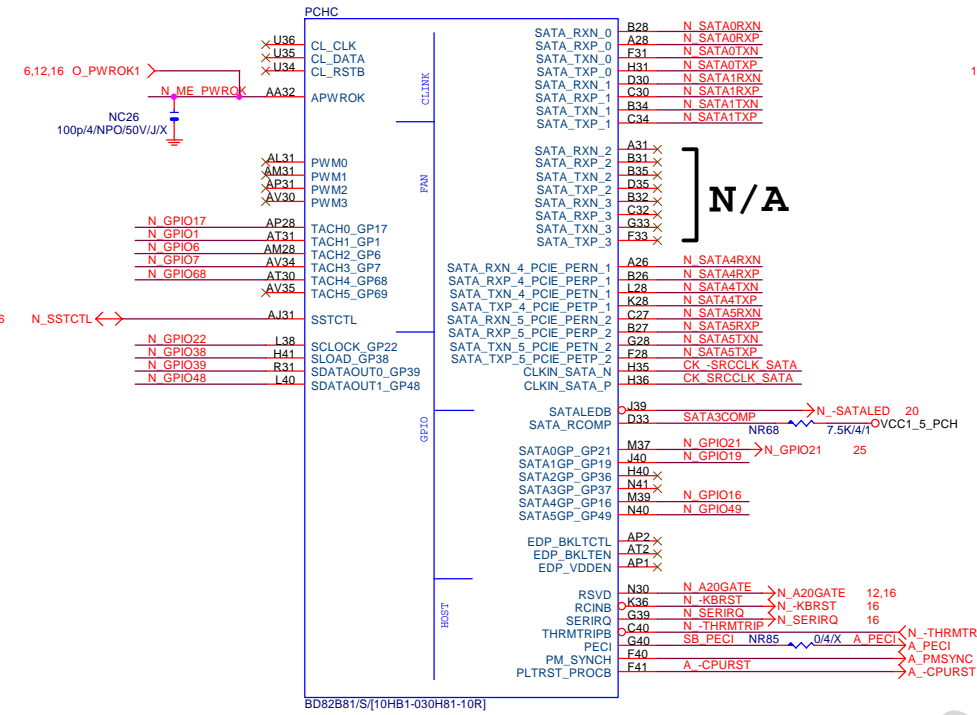 PCHC
U36 CL_CLK
U35 CL_DATA
U34 CL_RSTB
6,12,16 O_PWROK1
N_ME_PWROK AA32 APWROK
NC26
100p/4/NPO/50V/J/X
CLINK
AL31 PWM0
AM31 PWM1
AP31 PWM2
AV30 PWM3
FAN
N_GPIO17 AP28 TACH0_GP17
N_GPIO1 AT31 TACH1_GP1
N_GPIO6 AM28 TACH2_GP6
N_GPIO7 AV34 TACH3_GP7
N_GPIO68 AT30 TACH4_GP68
AV35 TACH5_GP69
6 N_SSTCTL AJ31 SSTCTL
N_GPIO22 L38 SCLOCK_GP22
N_GPIO38 H41 SLOAD_GP38
N_GPIO39 R31 SDATAOUT0_GP39
N_GPIO48 L40 SDATAOUT1_GP48
GPIO
HOST
SATA_RXN_0 B28 N_SATA0RXN
SATA_RXP_0 A28 N_SATA0RXP
SATA_TXN_0 F31 N_SATA0TXN
SATA_TXP_0 H31 N_SATA0TXP
1
SATA_RXN_1 D30 N_SATA1RXN
SATA_RXP_1 C30 N_SATA1RXP
SATA_TXN_1 B34 N_SATA1TXN
SATA_TXP_1 C34 N_SATA1TXP
SATA_RXN_2 A31
SATA_RXP_2 B31
SATA_TXN_2 B35
SATA_TXP_2 D35
SATA_RXN_3 B32
SATA_RXP_3 C32
SATA_TXN_3 G33
SATA_TXP_3 F33
N/A
SATA_RXN_4_PCIE_PERN_1 A26 N_SATA4RXN
SATA_RXP_4_PCIE_PERP_1 B26 N_SATA4RXP
SATA_TXN_4_PCIE_PETN_1 L28 N_SATA4TXN
SATA_TXP_4_PCIE_PETP_1 K28 N_SATA4TXP
SATA_RXN_5_PCIE_PERN_2 C27 N_SATA5RXN
SATA_RXP_5_PCIE_PERP_2 B27 N_SATA5RXP
SATA_TXN_5_PCIE_PETN_2 G28 N_SATA5TXN
SATA_TXP_5_PCIE_PETP_2 F28 N_SATA5TXP
CLKIN_SATA_N H35 CK_-SRCCLK_SATA
CLKIN_SATA_P H36 CK_SRCCLK_SATA
SATALEDB J39 N_-SATALED 20
SATA_RCOMP D33 SATA3COMP NR68 7.5K/4/1 VCC1_5_PCH
SATA0GP_GP21 M37 N_GPIO21 N_GPIO21 25
SATA1GP_GP19 J40 N_GPIO19
SATA2GP_GP36 H40
SATA3GP_GP37 N41
SATA4GP_GP16 M39 N_GPIO16
SATA5GP_GP49 N40 N_GPIO49
EDP_BKLTCTL AP2
EDP_BKLTEN AT2
EDP_VDDEN AP1
RSVD N30 N_A20GATE N_A20GATE 12,16
RCINB K36 N_-KBRST N_-KBRST 16
SERIRQ G39 N_SERIRQ N_SERIRQ 16
THRMTRIPB C40 N_-THRMTRIP N_-THRMTR
PECI G40 SB_PECI NR85 0/4/X A_PECI A_PECI
PM_SYNCH F40 A_PMSYNC
PLTRST_PROCB F41 A_-CPURST A_-CPURST
BD82B81/S/[10HB1-030H81-10R]